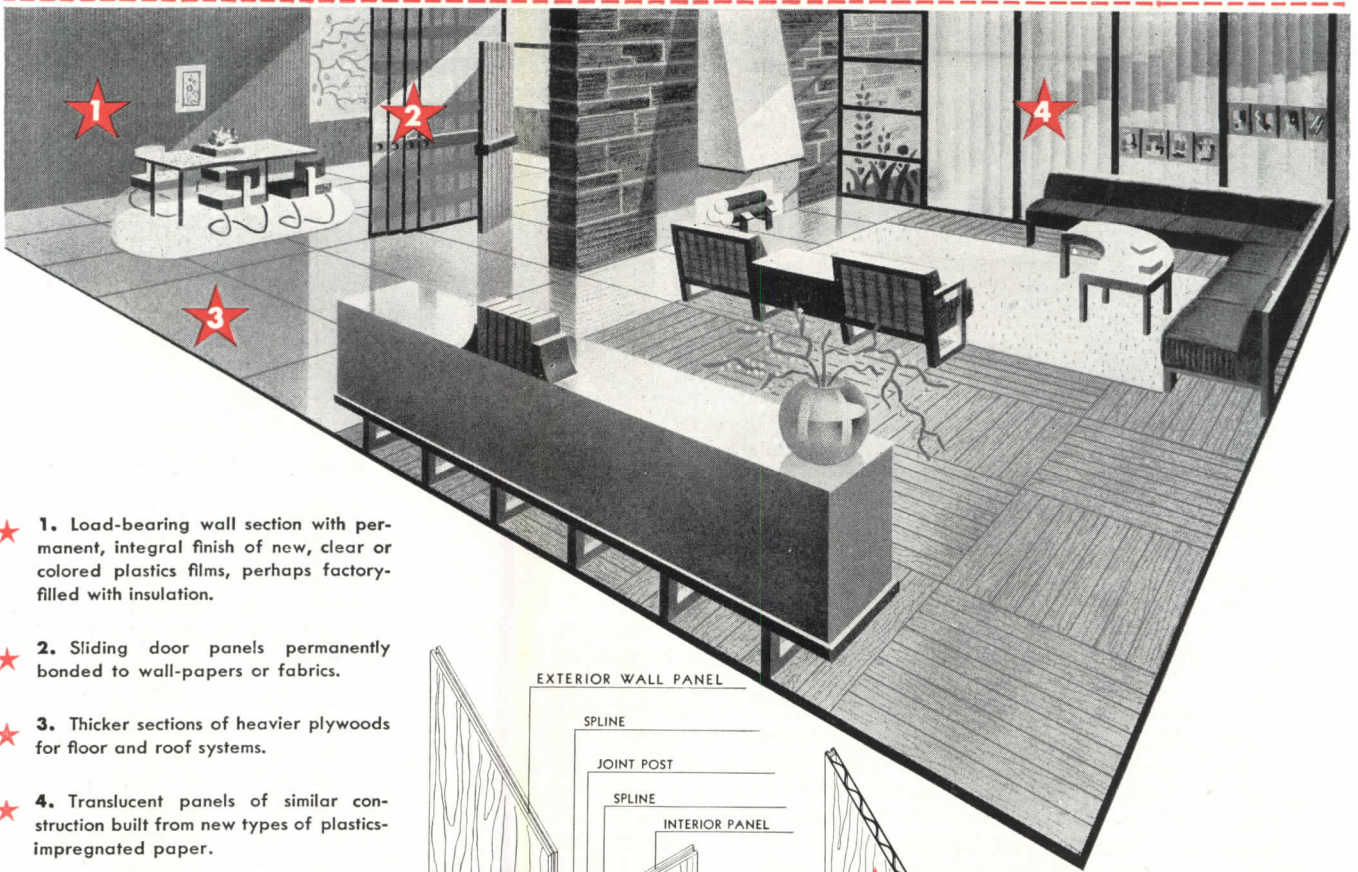 1
2
4
3
1. Load-bearing wall section with per-
manent, integral finish of new, clear or
colored plastics films, perhaps factory-
filled with insulation.
2. Sliding door panels permanently
bonded to wall-papers or fabrics.
3. Thicker sections of heavier plywoods
for floor and roof systems.
4. Translucent panels of similar con-
struction built from new types of plastics-
impregnated paper.
EXTERIOR WALL PANEL
SPLINE
JOINT POST
SPLINE
INTERIOR PANEL